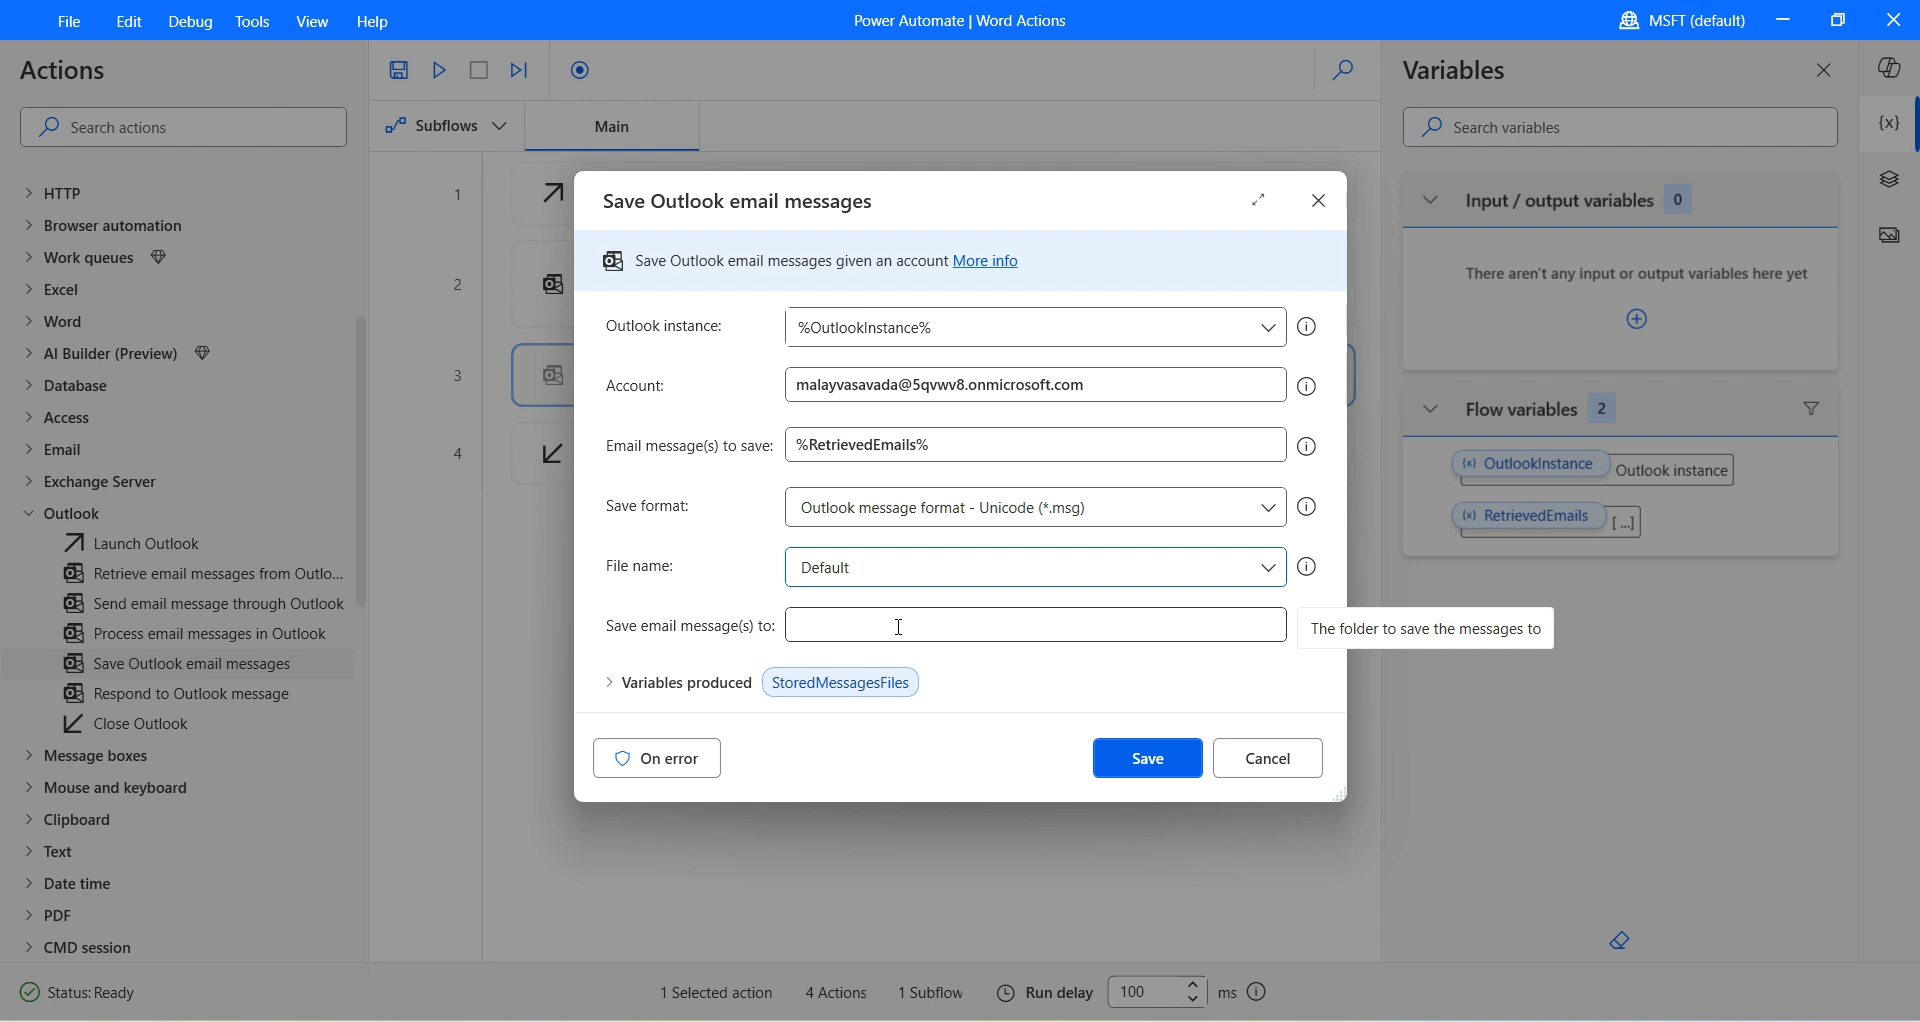 File Edit Debug Tools View Help
Power Automate | Word Actions
MSFT (default)
Actions
Search actions
HTTP
Browser automation
Work queues
Excel
Word
AI Builder (Preview)
Database
Access
Email
Exchange Server
Outlook
Launch Outlook
Retrieve email messages from Outlo...
Send email message through Outlook
Process email messages in Outlook
Save Outlook email messages
Respond to Outlook message
Close Outlook
Message boxes
Mouse and keyboard
Clipboard
Text
Date time
PDF
CMD session
Subflows
Main
1
2
3
4
Save Outlook email messages
Save Outlook email messages given an account More info
Outlook instance: %OutlookInstance%
Account: malayvasavada@5qvwv8.onmicrosoft.com
Email message(s) to save: %RetrievedEmails%
Save format: Outlook message format - Unicode (*.msg)
File name: Default
Save email message(s) to:
The folder to save the messages to
Variables produced StoredMessagesFiles
On error
Save
Cancel
Variables
{x}
Search variables
Input / output variables 0
There aren't any input or output variables here yet
Flow variables 2
(x) OutlookInstance Outlook instance
(x) RetrievedEmails [ ...]
Status: Ready
1 Selected action
4 Actions
1 Subflow
Run delay 100 ms